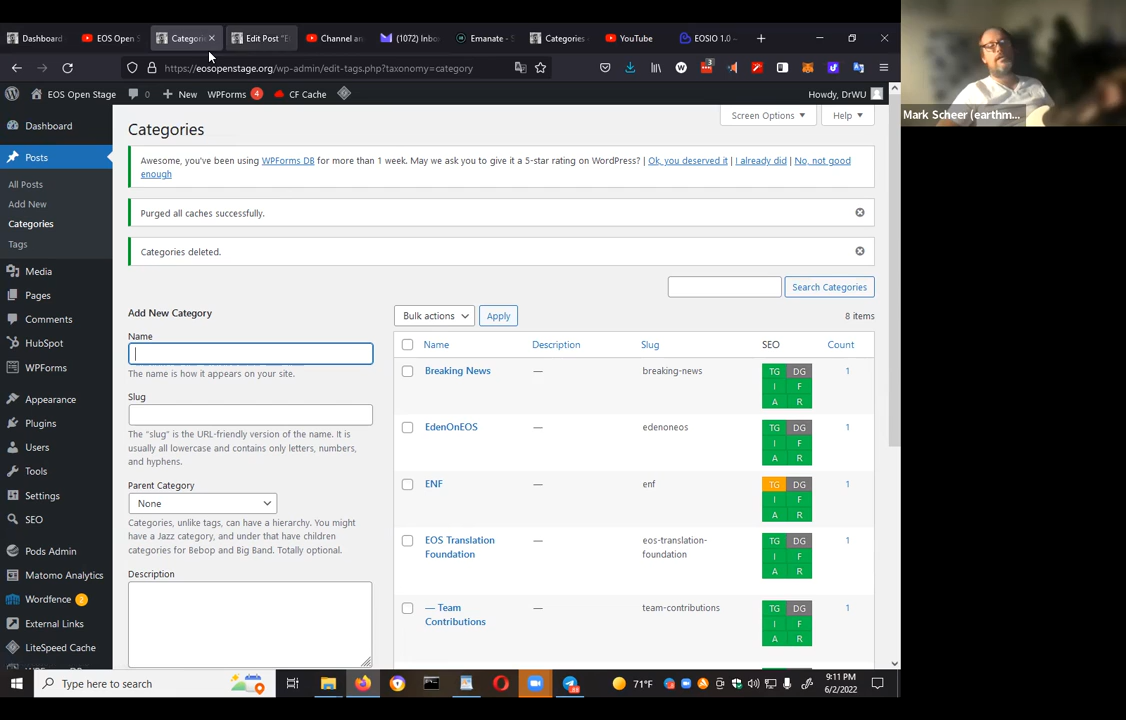 Dashboard
EOS Open S
Categorie
Edit Post "E
Channel an
(1072) Inbo
Emanate - S
Categories
YouTube
EOSIO 1.0 –
https://eosopenstage.org/wp-admin/edit-tags.php?taxonomy=category
3
EOS Open Stage
0
New
WPForms 4
CF Cache
Howdy, DrWU
Dashboard
Posts
All Posts
Add New
Categories
Tags
Media
Pages
Comments
HubSpot
WPForms
Appearance
Plugins
Users
Tools
Settings
SEO
Pods Admin
Matomo Analytics
Wordfence 2
External Links
LiteSpeed Cache
Categories
Screen Options
Help
Awesome, you've been using WPForms DB for more than 1 week. May we ask you to give it a 5-star rating on WordPress? | Ok, you deserved it | I already did | No, not good
enough
Purged all caches successfully.
Categories deleted.
Search Categories
Add New Category
Name
The name is how it appears on your site.
Slug
The "slug" is the URL-friendly version of the name. It is
usually all lowercase and contains only letters, numbers,
and hyphens.
Parent Category
None
Categories, unlike tags, can have a hierarchy. You might
have a Jazz category, and under that have children
categories for Bebop and Big Band. Totally optional.
Description
Bulk actions
Apply
8 items
Name Description Slug SEO Count
Breaking News — breaking-news TG DG 1
I F
A R
EdenOnEOS — edenoneos TG DG 1
I F
A R
ENF — enf TG DG 1
I F
A R
EOS Translation — eos-translation- TG DG 1
Foundation foundation I F
A R
— Team — team-contributions TG DG 1
Contributions I F
A R
Mark Scheer (earthm...
Type here to search
71°F
9:11 PM
6/2/2022